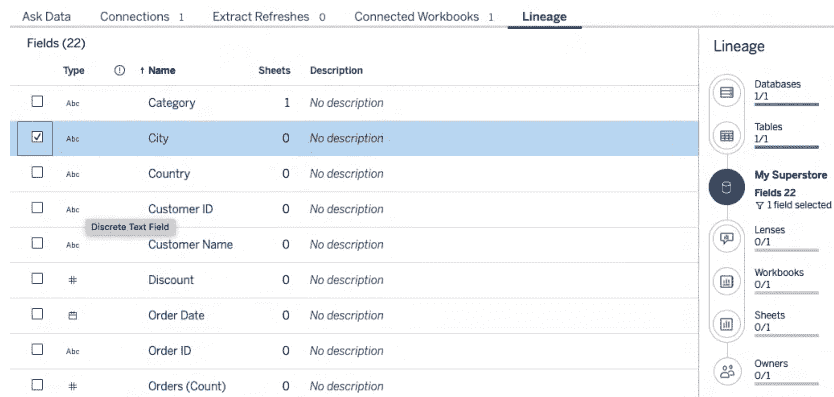 Ask Data Connections 1 Extract Refreshes 0 Connected Workbooks 1 Lineage
Fields (22)
Type ↑ Name Sheets Description
Abc Category 1 No description
Abc City 0 No description
Abc Country 0 No description
Abc Customer ID 0 No description
Discrete Text Field
Abc Customer Name 0 No description
# Discount 0 No description
Order Date 0 No description
Abc Order ID 0 No description
# Orders (Count) 0 No description
Lineage
Databases
1/1
Tables
1/1
My Superstore
Fields 22
1 field selected
Lenses
0/1
Workbooks
0/1
Sheets
0/1
Owners
0/1